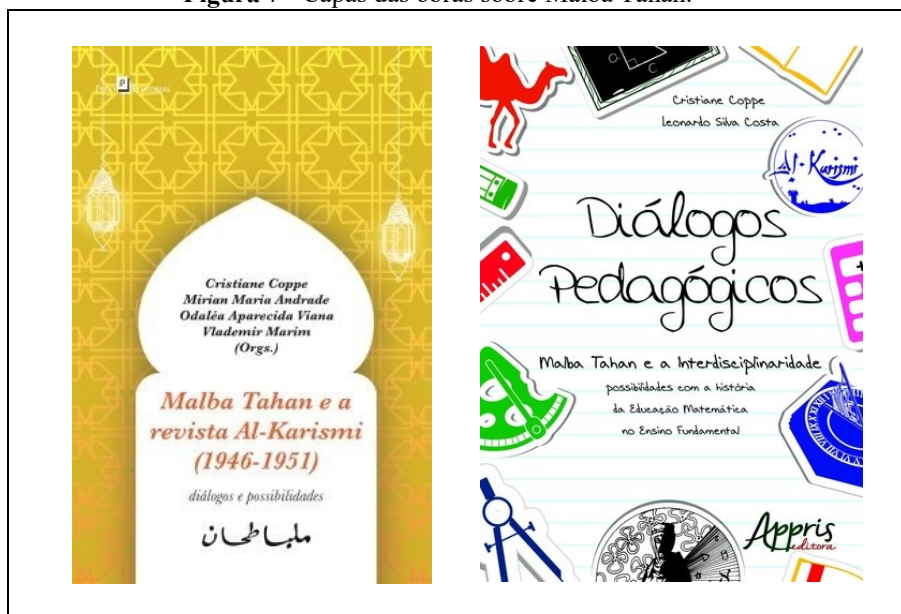 Figura 7 - Capas das obras sobre Malba Tahan.
Cristiane Coppe
Mirian Maria Andrade
Odaléa Aparecida Viana
Vlademir Marim
(Orgs.)
Malba Tahan e a
revista Al-Karismi
(1946-1951)
diálogos e possibilidades
ملبا طحان
Cristiane Coppe
Leonardo Silva Costa
Al-Karismi
Diálogos
Pedagógicos
Malba Tahan e a Interdisciplinaridade
possibilidades com a história
da Educação Matemática
no Ensino Fundamental
Appris
editora